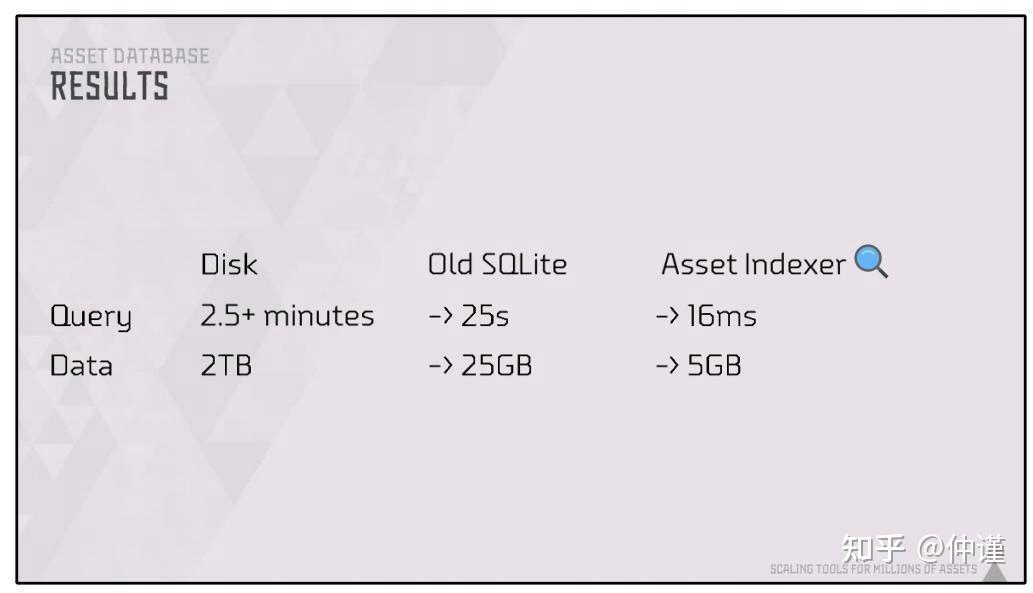 ASSET DATABASE
RESULTS
Disk Old SQLite Asset Indexer
Query 2.5+ minutes -> 25s -> 16ms
Data 2TB -> 25GB -> 5GB
知乎 @仲谨
SCALING TOOLS FOR MILLIONS OF ASSETS